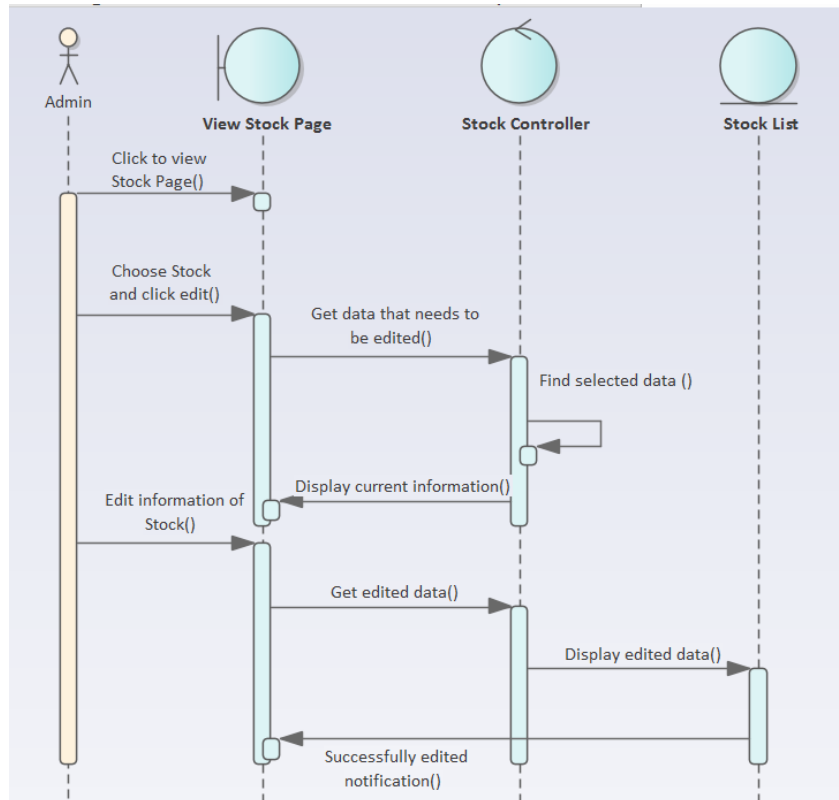 Admin
View Stock Page
Stock Controller
Stock List
Click to view
Stock Page()
Choose Stock
and click edit()
Get data that needs to
be edited()
Find selected data ()
Display current information()
Edit information of
Stock()
Get edited data()
Display edited data()
Successfully edited
notification()